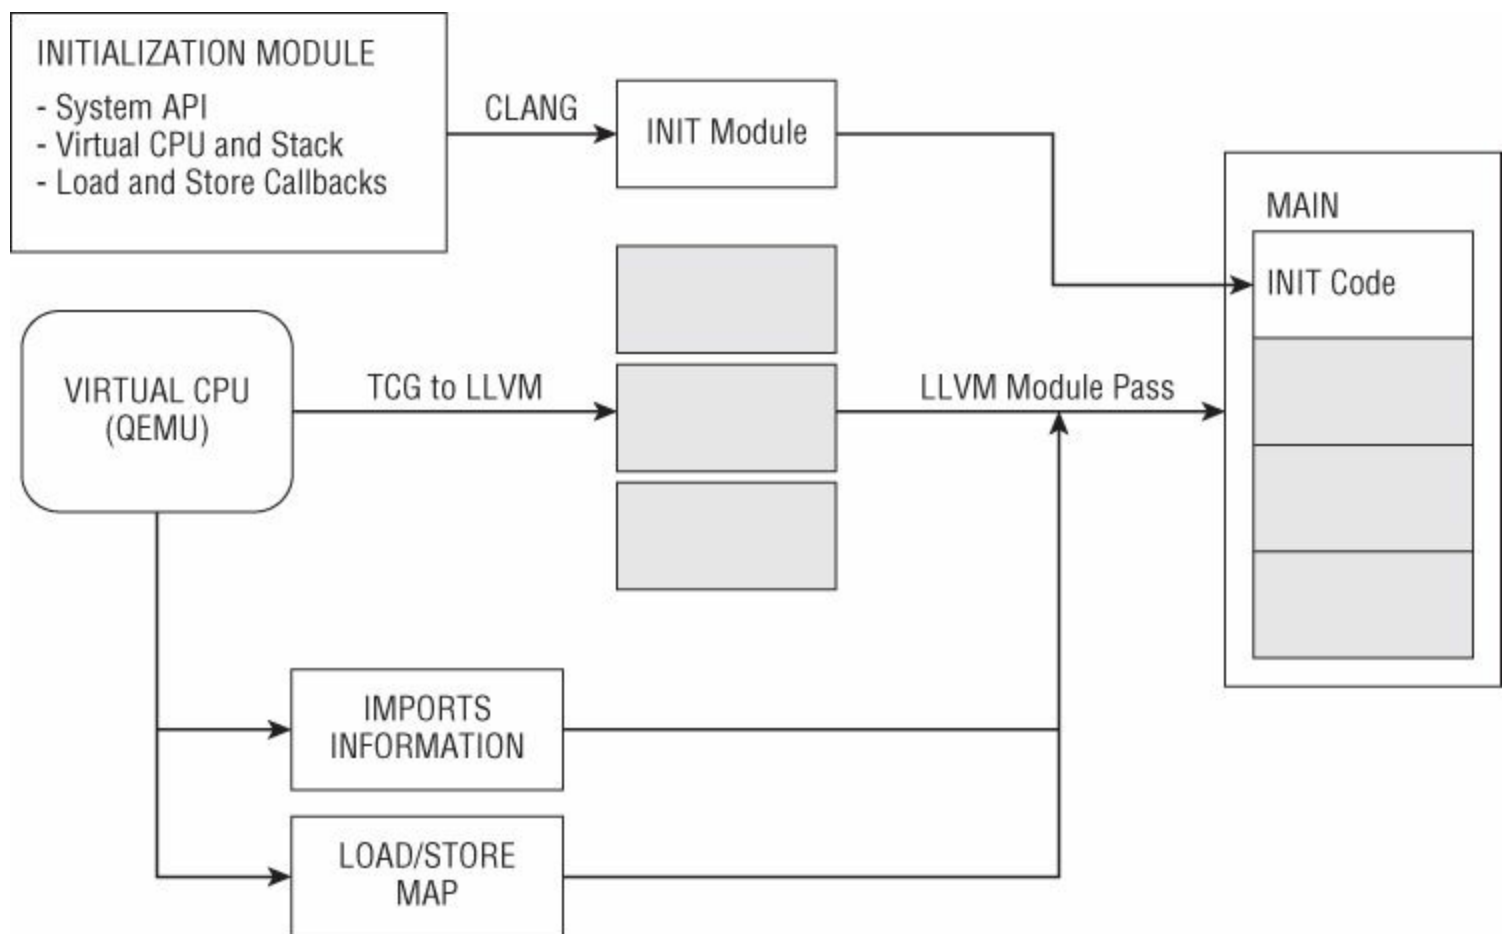 INITIALIZATION MODULE
- System API
- Virtual CPU and Stack
- Load and Store Callbacks
CLANG
INIT Module
MAIN
INIT Code
VIRTUAL CPU
(QEMU)
TCG to LLVM
LLVM Module Pass
IMPORTS
INFORMATION
LOAD/STORE
MAP